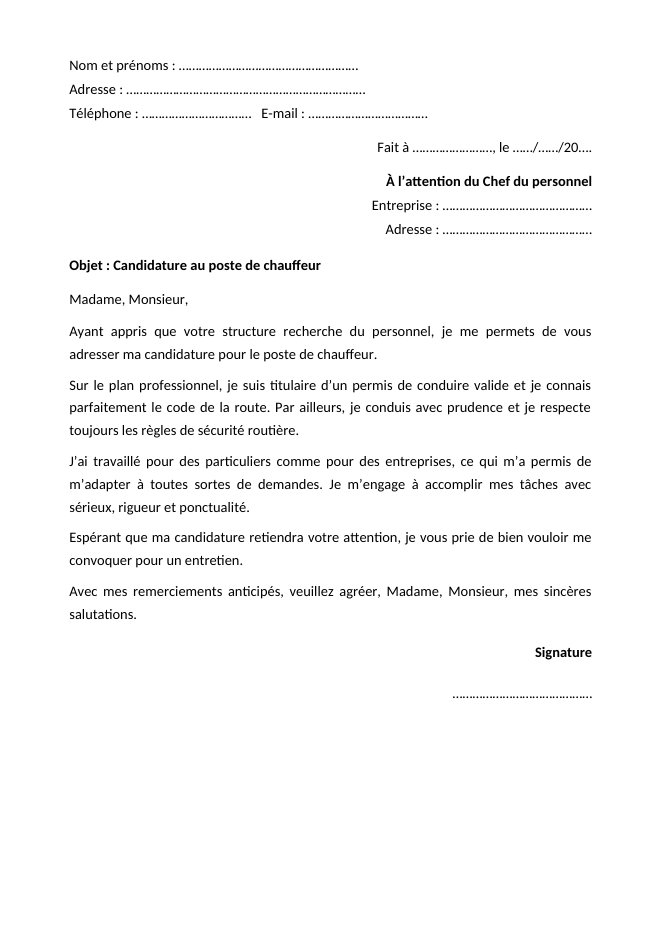 Nom et prénoms : ………………………………………………
Adresse : ………………………………………………………………
Téléphone : …………………………… E-mail : ………………………………
Fait à ……………………, le ……/……/20….
À l’attention du Chef du personnel
Entreprise : ………………………………………
Adresse : ………………………………………
Objet : Candidature au poste de chauffeur
Madame, Monsieur,
Ayant appris que votre structure recherche du personnel, je me permets de vous
adresser ma candidature pour le poste de chauffeur.
Sur le plan professionnel, je suis titulaire d’un permis de conduire valide et je connais
parfaitement le code de la route. Par ailleurs, je conduis avec prudence et je respecte
toujours les règles de sécurité routière.
J’ai travaillé pour des particuliers comme pour des entreprises, ce qui m’a permis de
m’adapter à toutes sortes de demandes. Je m’engage à accomplir mes tâches avec
sérieux, rigueur et ponctualité.
Espérant que ma candidature retiendra votre attention, je vous prie de bien vouloir me
convoquer pour un entretien.
Avec mes remerciements anticipés, veuillez agréer, Madame, Monsieur, mes sincères
salutations.
Signature
……………………………………